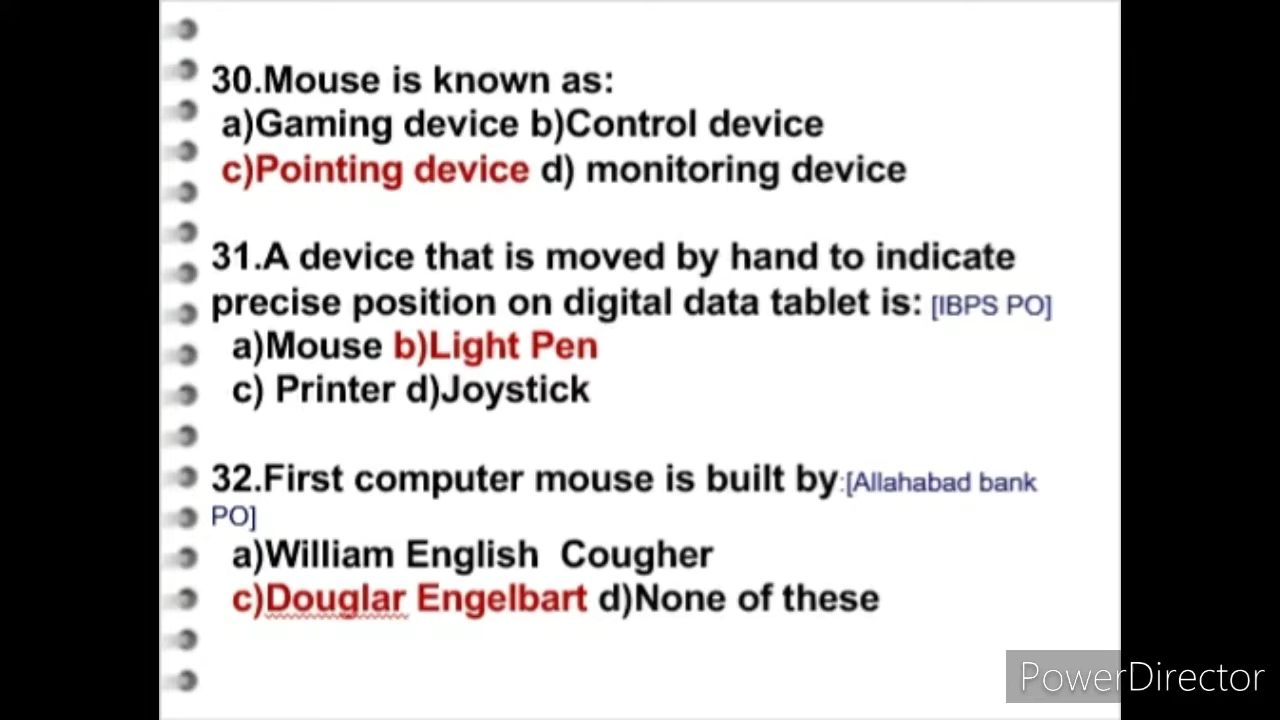 30.Mouse is known as:
a)Gaming device b)Control device
c)Pointing device d) monitoring device
31.A device that is moved by hand to indicate
precise position on digital data tablet is: [IBPS PO]
a)Mouse b)Light Pen
c) Printer d)Joystick
32.First computer mouse is built by:[Allahabad bank
PO]
a)William English Cougher
c)Douglar Engelbart d)None of these
PowerDirector